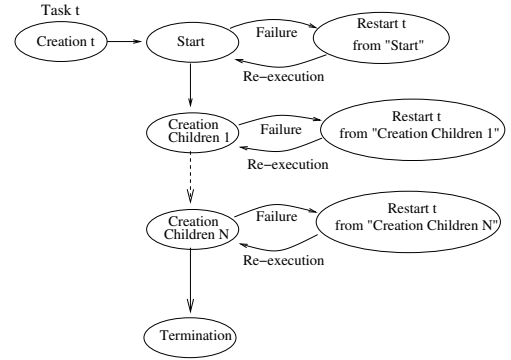 Task t
Creation t
Start
Failure
Restart t
from "Start"
Re-execution
Creation
Children 1
Failure
Restart t
from "Creation Children 1"
Re-execution
Creation
Children N
Failure
Restart t
from "Creation Children N"
Re-execution
Termination